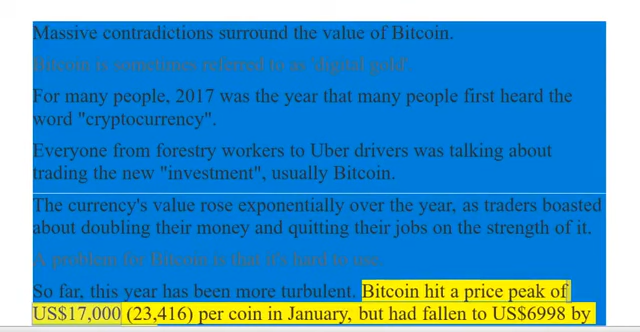 Massive contradictions surround the value of Bitcoin.
Bitcoin is sometimes referred to as 'digital gold'.
For many people, 2017 was the year that many people first heard the
word "cryptocurrency".
Everyone from forestry workers to Uber drivers was talking about
trading the new "investment", usually Bitcoin.
The currency's value rose exponentially over the year, as traders boasted
about doubling their money and quitting their jobs on the strength of it.
A problem for Bitcoin is that it's hard to use.
So far, this year has been more turbulent. Bitcoin hit a price peak of
US$17,000 (23,416) per coin in January, but had fallen to US$6998 by